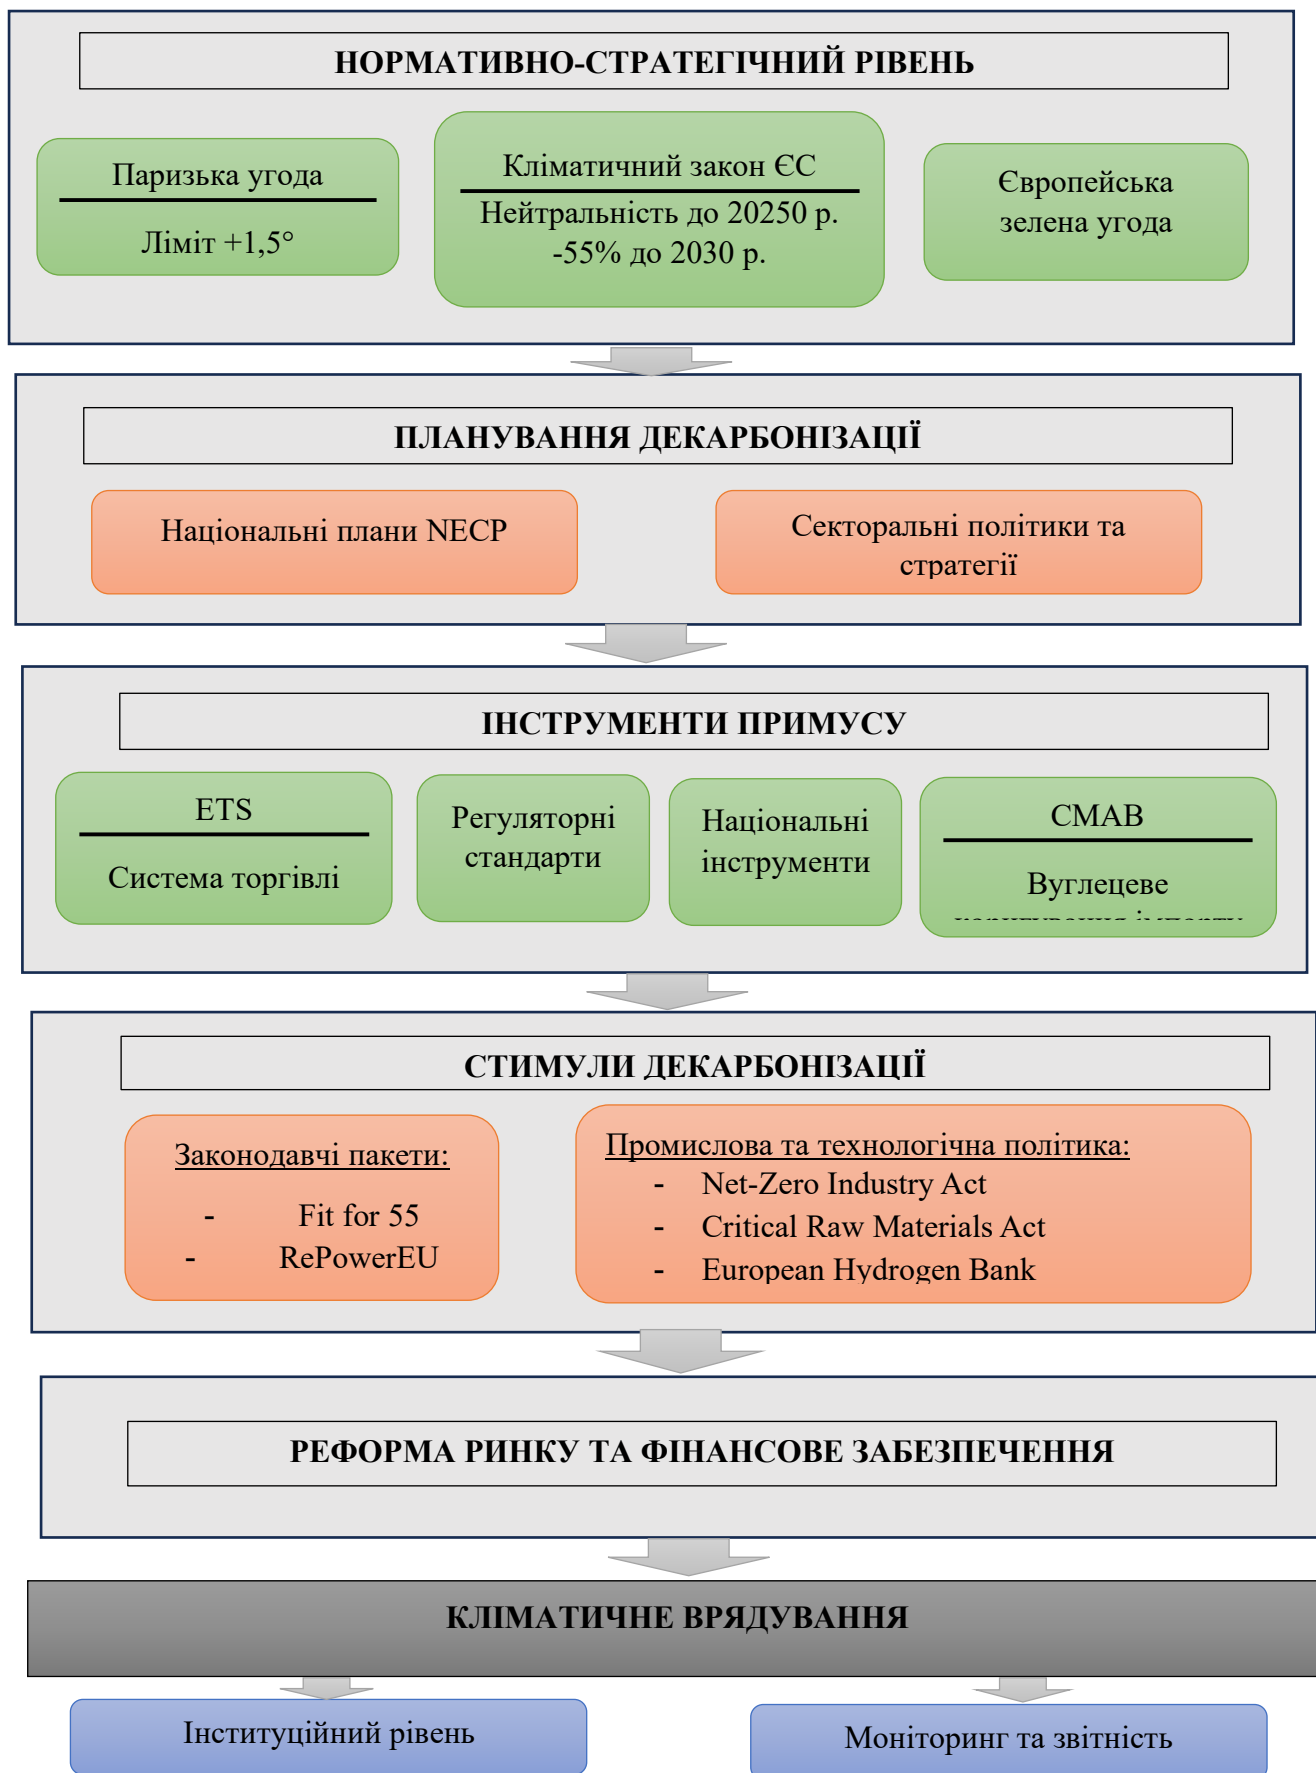 НОРМАТИВНО-СТРАТЕГІЧНИЙ РІВЕНЬ
Паризька угода
Ліміт +1,5°
Кліматичний закон ЄС
Нейтральність до 20250 р.
-55% до 2030 р.
Європейська
зелена угода
ПЛАНУВАННЯ ДЕКАРБОНІЗАЦІЇ
Національні плани NECP
Секторальні політики та
стратегії
ІНСТРУМЕНТИ ПРИМУСУ
ETS
Система торгівлі
Регуляторні
стандарти
Національні
інструменти
СМАВ
Вуглецеве
СТИМУЛИ ДЕКАРБОНІЗАЦІЇ
Законодавчі пакети:
- Fit for 55
- RePowerEU
Промислова та технологічна політика:
- Net-Zero Industry Act
- Critical Raw Materials Act
- European Hydrogen Bank
РЕФОРМА РИНКУ ТА ФІНАНСОВЕ ЗАБЕЗПЕЧЕННЯ
КЛІМАТИЧНЕ ВРЯДУВАННЯ
Інституційний рівень
Моніторинг та звітність